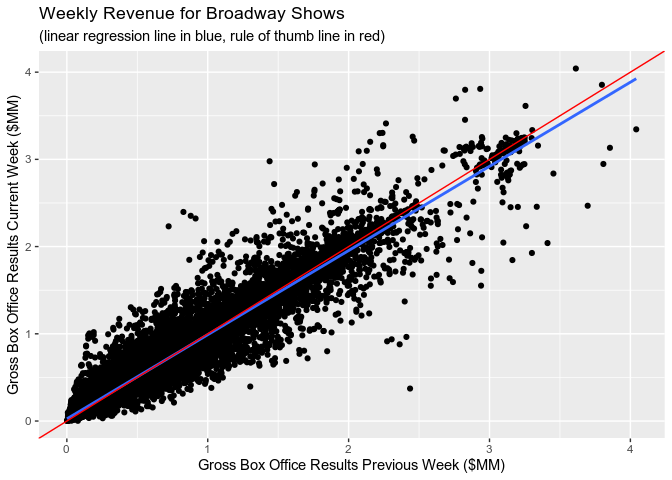 Weekly Revenue for Broadway Shows
(linear regression line in blue, rule of thumb line in red)
Gross Box Office Results Current Week ($MM)
4
3
2
1
0
0 1 2 3 4
Gross Box Office Results Previous Week ($MM)